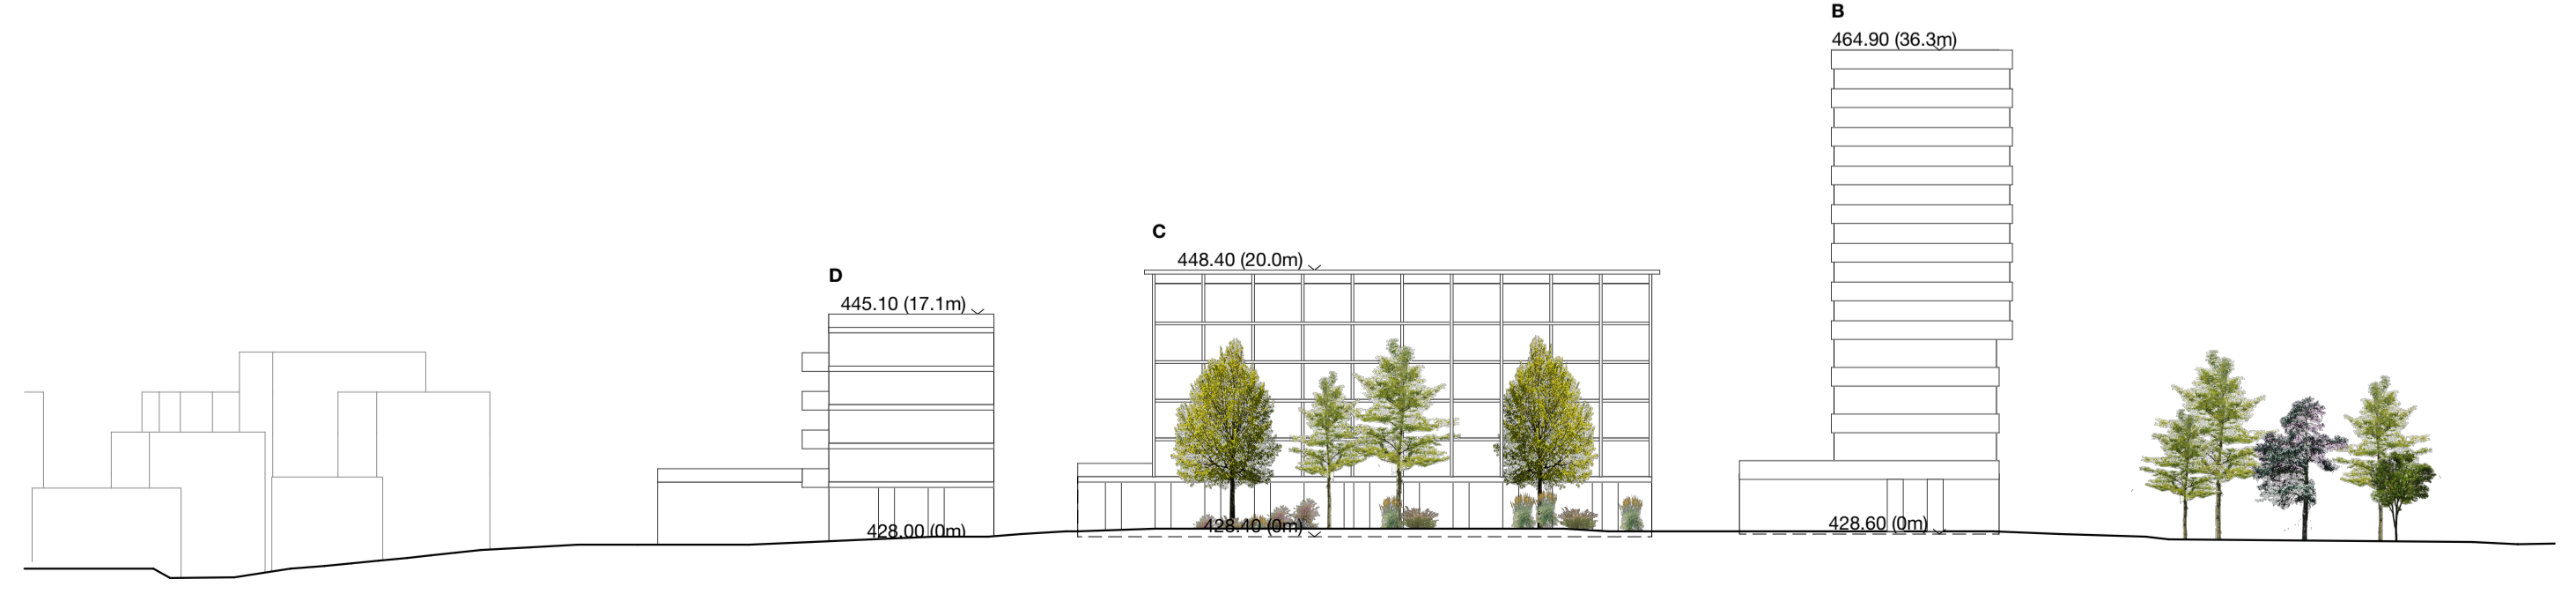 B
464.90 (36.3m)
C
448.40 (20.0m)
D
445.10 (17.1m)
428.00 (0m)
428.40 (0m)
428.60 (0m)